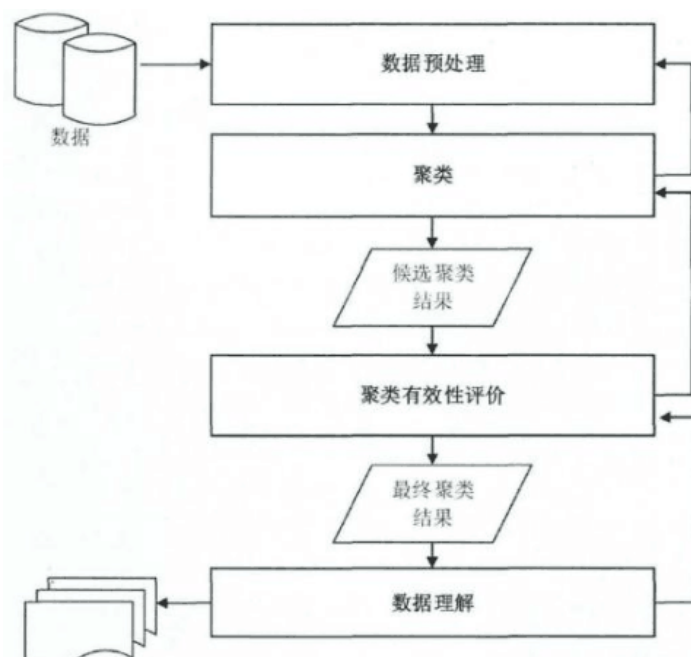 数据预处理
数据
聚类
候选聚类
结果
聚类有效性评价
最终聚类
结果
数据理解